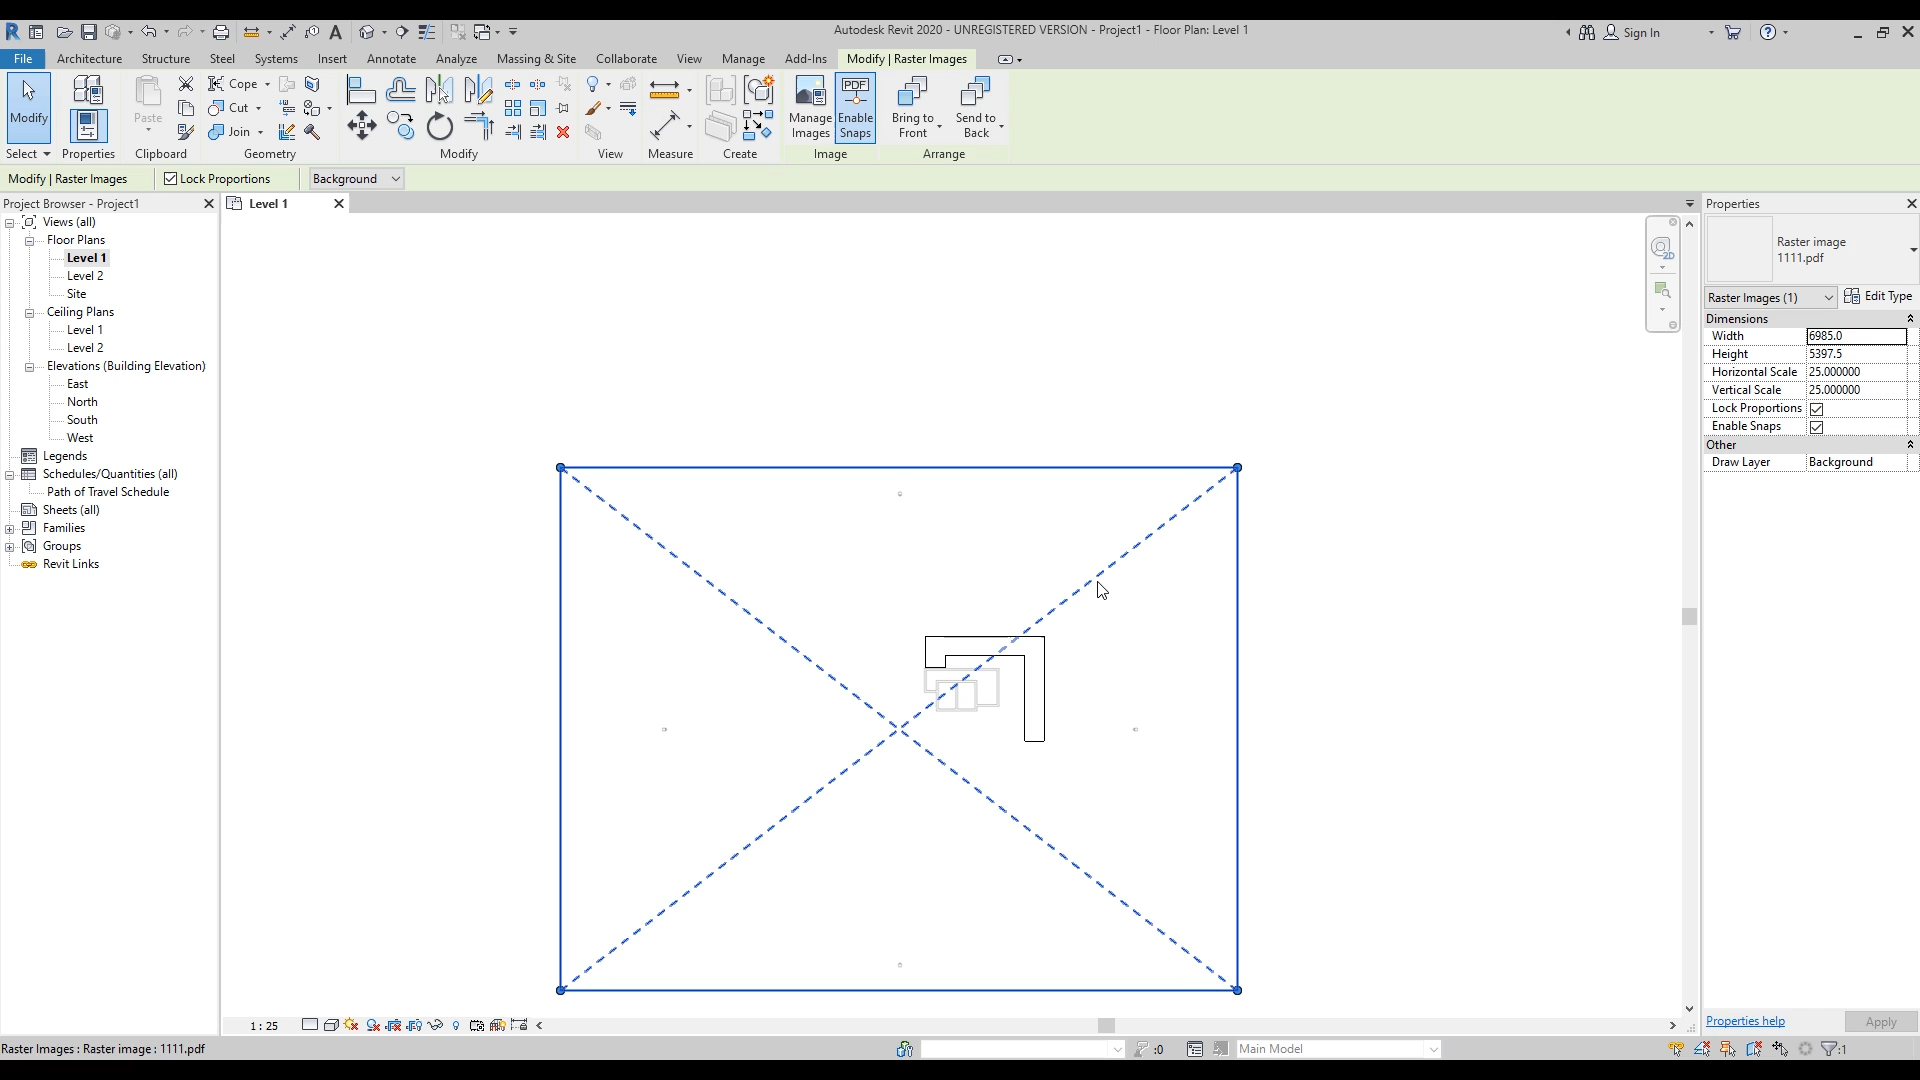 Autodesk Revit 2020 - UNREGISTERED VERSION - Project1 - Floor Plan: Level 1
Sign In
File Architecture Structure Steel Systems Insert Annotate Analyze Massing & Site Collaborate View Manage Add-Ins Modify | Raster Images
Modify
Paste
Cope
Cut
Join
Manage Images
PDF
Enable Snaps
Bring to Front
Send to Back
Select Properties Clipboard Geometry Modify View Measure Create Image Arrange
Modify | Raster Images Lock Proportions Background
Project Browser - Project1
Views (all)
Floor Plans
Level 1
Level 2
Site
Ceiling Plans
Level 1
Level 2
Elevations (Building Elevation)
East
North
South
West
Legends
Schedules/Quantities (all)
Path of Travel Schedule
Sheets (all)
Families
Groups
Revit Links
Level 1
2D
Properties
Raster image
1111.pdf
Raster Images (1) Edit Type
Dimensions
Width 6985.0
Height 5397.5
Horizontal Scale 25.000000
Vertical Scale 25.000000
Lock Proportions
Enable Snaps
Other
Draw Layer Background
Properties help Apply
1 : 25
Raster Images : Raster image : 1111.pdf
:0
Main Model
:1